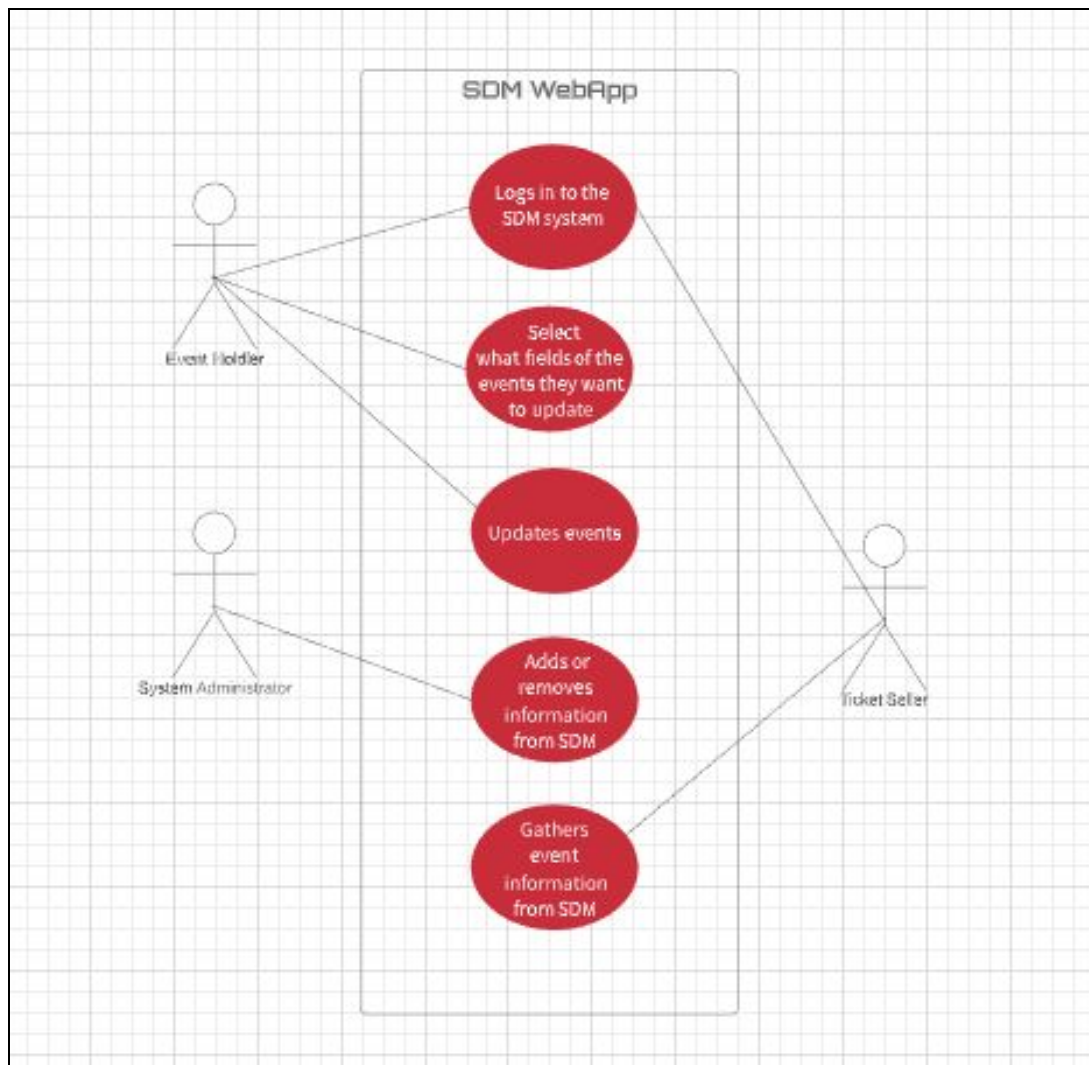 SDM WebApp
Logs in to the
SDM system
Select
what fields of the
events they want
to update
Event Holdler
Updates events
System Administrator
Adds or
removes
information
from SDM
Ticket Seller
Gathers
event
information
from SDM